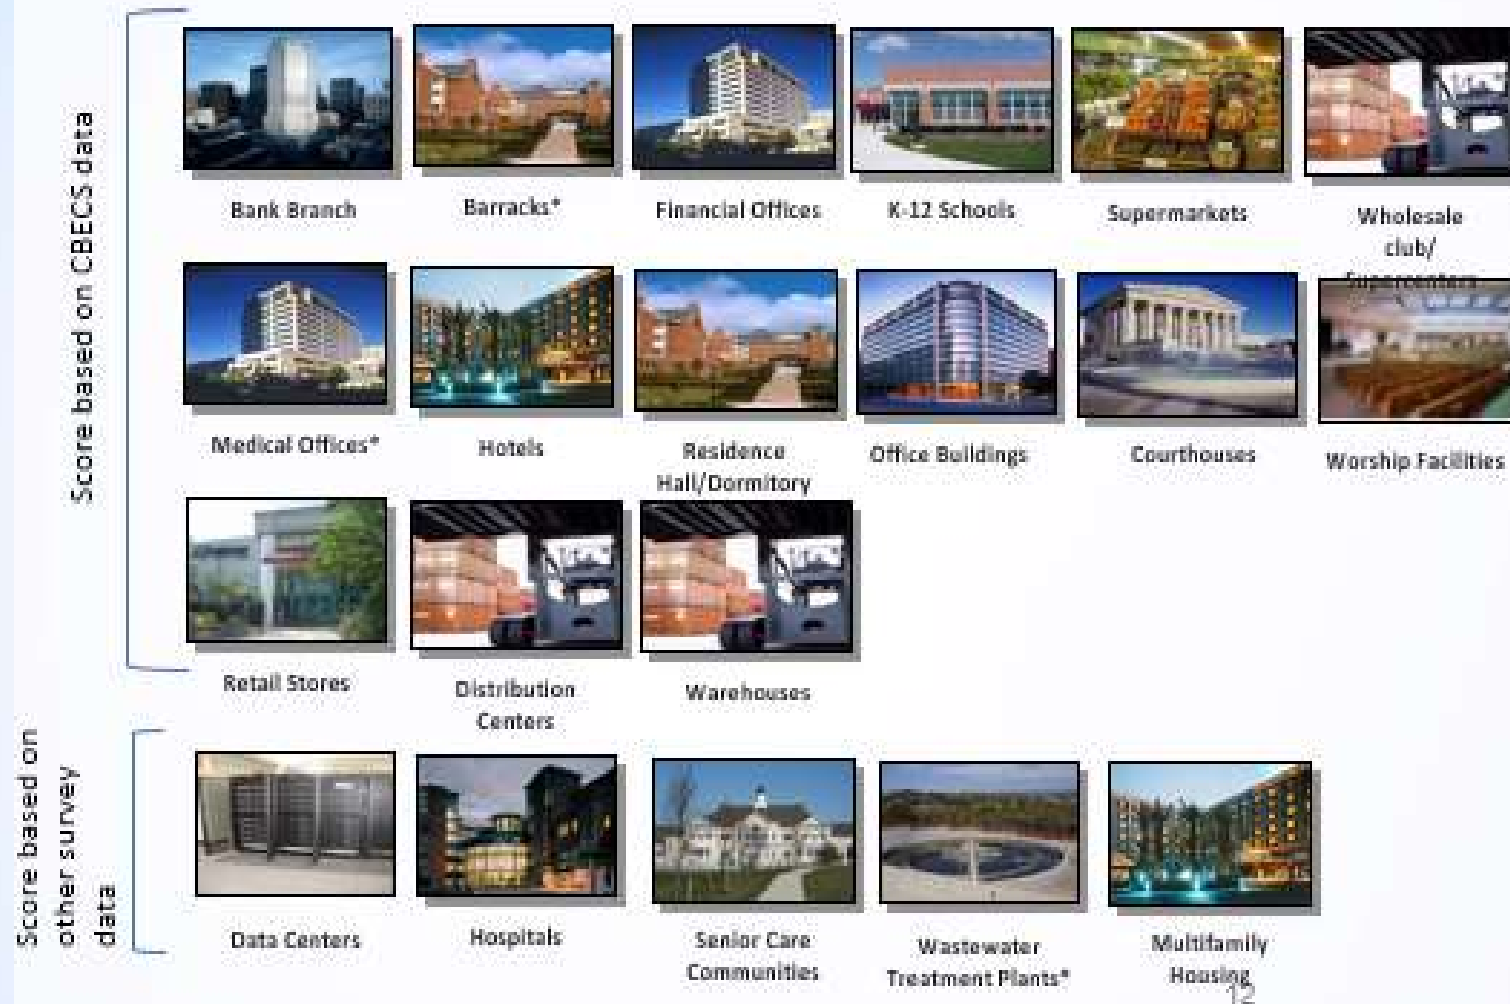 Score based on CBECS data
Bank Branch
Barracks*
Financial Offices
K-12 Schools
Supermarkets
Wholesale
club/
Supercenters
Medical Offices*
Hotels
Residence
Hall/Dormitory
Office Buildings
Courthouses
Worship Facilities
Retail Stores
Distribution
Centers
Warehouses
Score based on
other survey
data
Data Centers
Hospitals
Senior Care
Communities
Wastewater
Treatment Plants*
Multifamily
Housing
12